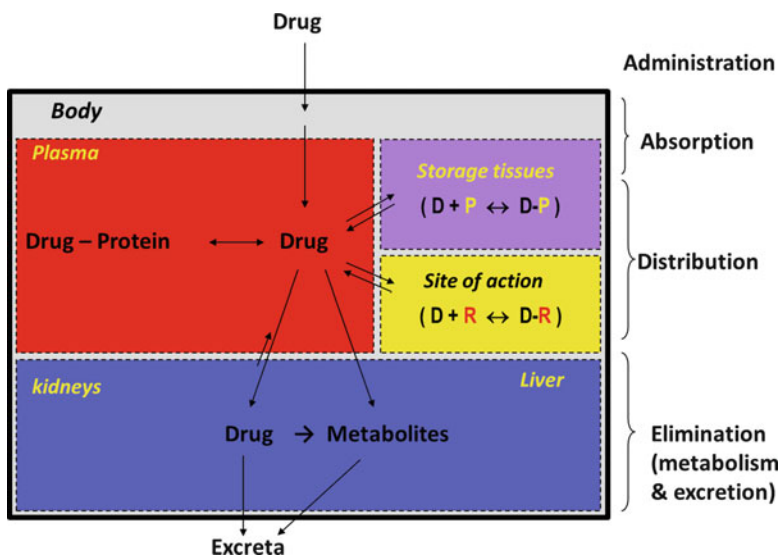 Drug
Administration
Body
Absorption
Plasma
Storage tissues
( D + P ↔ D-P )
Drug – Protein ↔ Drug
Distribution
Site of action
( D + R ↔ D-R )
kidneys
Liver
Drug → Metabolites
Elimination
(metabolism
& excretion)
Excreta